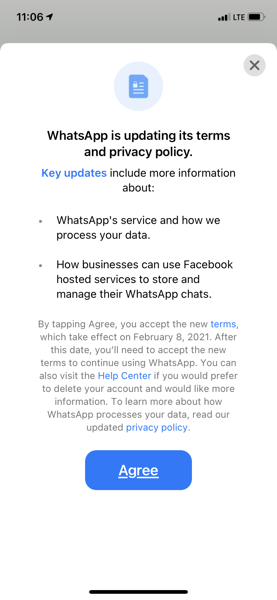 11:06 LTE
WhatsApp is updating its terms
and privacy policy.
Key updates include more information
about:
• WhatsApp's service and how we
process your data.
• How businesses can use Facebook
hosted services to store and
manage their WhatsApp chats.
By tapping Agree, you accept the new terms,
which take effect on February 8, 2021. After
this date, you'll need to accept the new
terms to continue using WhatsApp. You can
also visit the Help Center if you would prefer
to delete your account and would like more
information. To learn more about how
WhatsApp processes your data, read our
updated privacy policy.
Agree